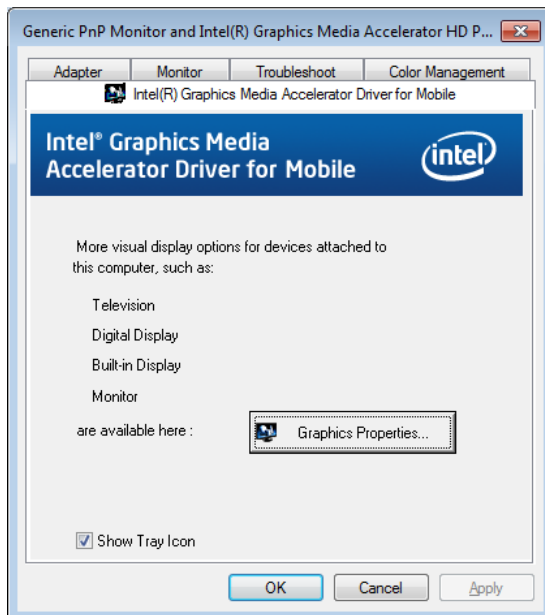 Generic PnP Monitor and Intel(R) Graphics Media Accelerator HD P...
Adapter
Monitor
Troubleshoot
Color Management
Intel(R) Graphics Media Accelerator Driver for Mobile
Intel® Graphics Media
Accelerator Driver for Mobile
intel
More visual display options for devices attached to
this computer, such as:
Television
Digital Display
Built-in Display
Monitor
are available here :
Graphics Properties...
Show Tray Icon
OK
Cancel
Apply